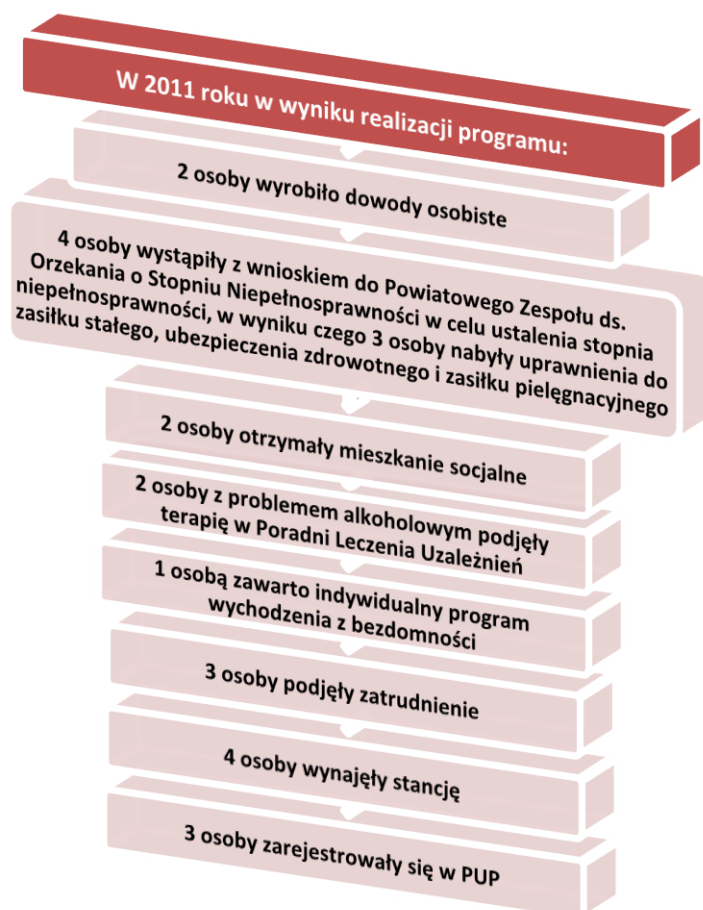 W 2011 roku w wyniku realizacji programu:
2 osoby wyrobiło dowody osobiste
4 osoby wystąpiły z wnioskiem do Powiatowego Zespołu ds.
Orzekania o Stopniu Niepełnosprawności w celu ustalenia stopnia
niepełnosprawności, w wyniku czego 3 osoby nabyły uprawnienia do
zasiłku stałego, ubezpieczenia zdrowotnego i zasiłku pielęgnacyjnego
2 osoby otrzymały mieszkanie socjalne
2 osoby z problemem alkoholowym podjęły
terapię w Poradni Leczenia Uzależnień
1 osobą zawarto indywidualny program
wychodzenia z bezdomności
3 osoby podjęły zatrudnienie
4 osoby wynajęły stancję
3 osoby zarejestrowały się w PUP